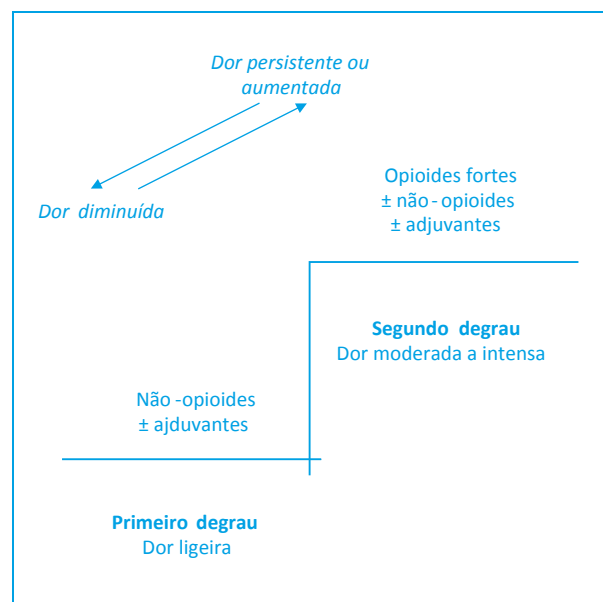 Dor persistente ou
aumentada
Dor diminuída
Opioides fortes
± não-opioides
± adjuvantes
Segundo degrau
Dor moderada a intensa
Não-opioides
± ajduvantes
Primeiro degrau
Dor ligeira